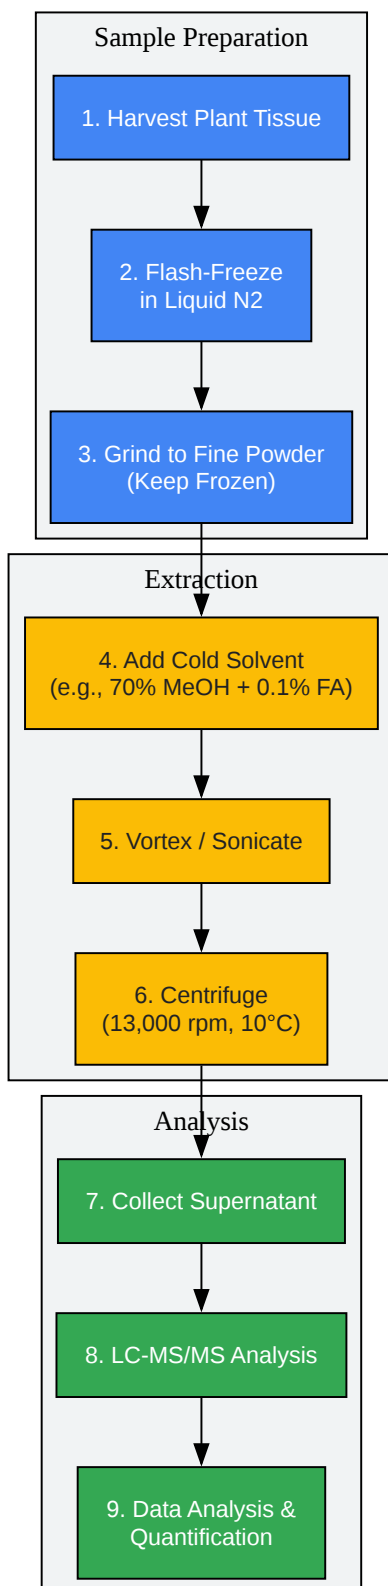 Sample Preparation
1. Harvest Plant Tissue
2. Flash-Freeze
in Liquid N2
3. Grind to Fine Powder
(Keep Frozen)
Extraction
4. Add Cold Solvent
(e.g., 70% MeOH + 0.1% FA)
5. Vortex / Sonicate
6. Centrifuge
(13,000 rpm, 10°C)
Analysis
7. Collect Supernatant
8. LC-MS/MS Analysis
9. Data Analysis &
Quantification